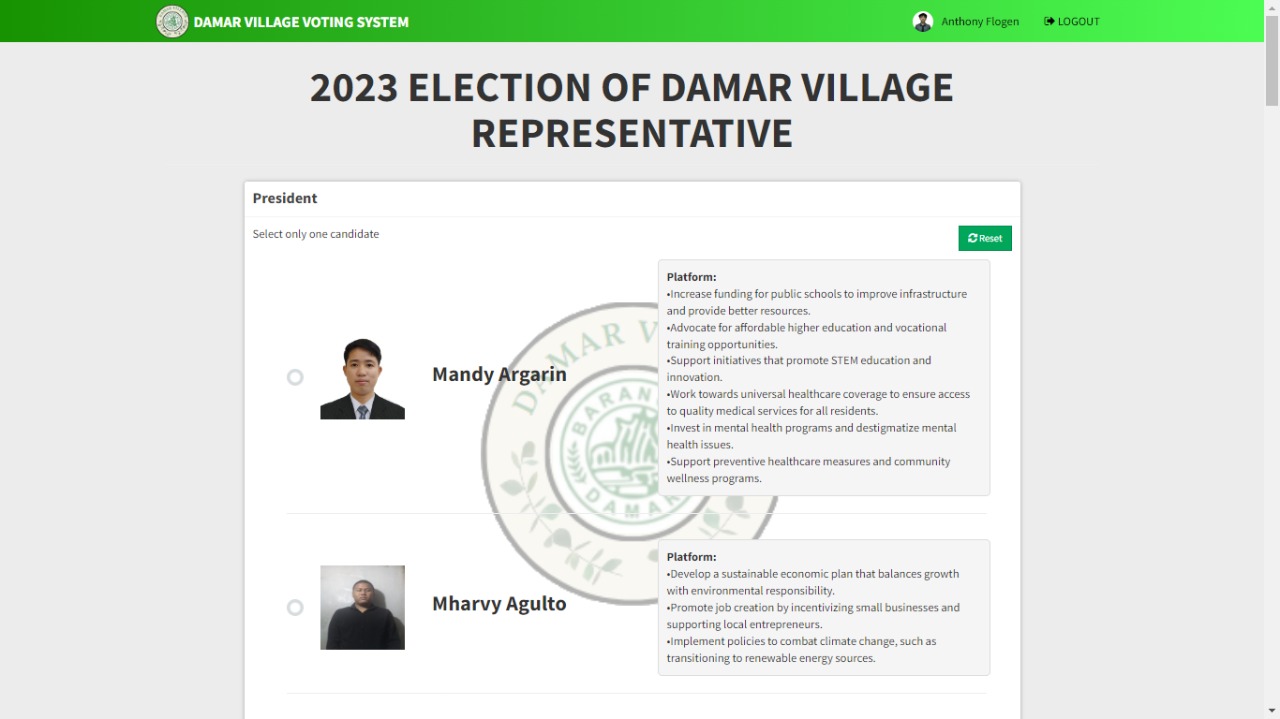 DAMAR VILLAGE VOTING SYSTEM
Anthony Flogen
LOGOUT
2023 ELECTION OF DAMAR VILLAGE
REPRESENTATIVE
President
Select only one candidate
Reset
Mandy Argarin
Platform:
•Increase funding for public schools to improve infrastructure
and provide better resources.
•Advocate for affordable higher education and vocational
training opportunities.
•Support initiatives that promote STEM education and
innovation.
•Work towards universal healthcare coverage to ensure access
to quality medical services for all residents.
•Invest in mental health programs and destigmatize mental
health issues.
•Support preventive healthcare measures and community
wellness programs.
DAMAR V
BARAN
DAMAR
Mharvy Agulto
Platform:
•Develop a sustainable economic plan that balances growth
with environmental responsibility.
•Promote job creation by incentivizing small businesses and
supporting local entrepreneurs.
•Implement policies to combat climate change, such as
transitioning to renewable energy sources.